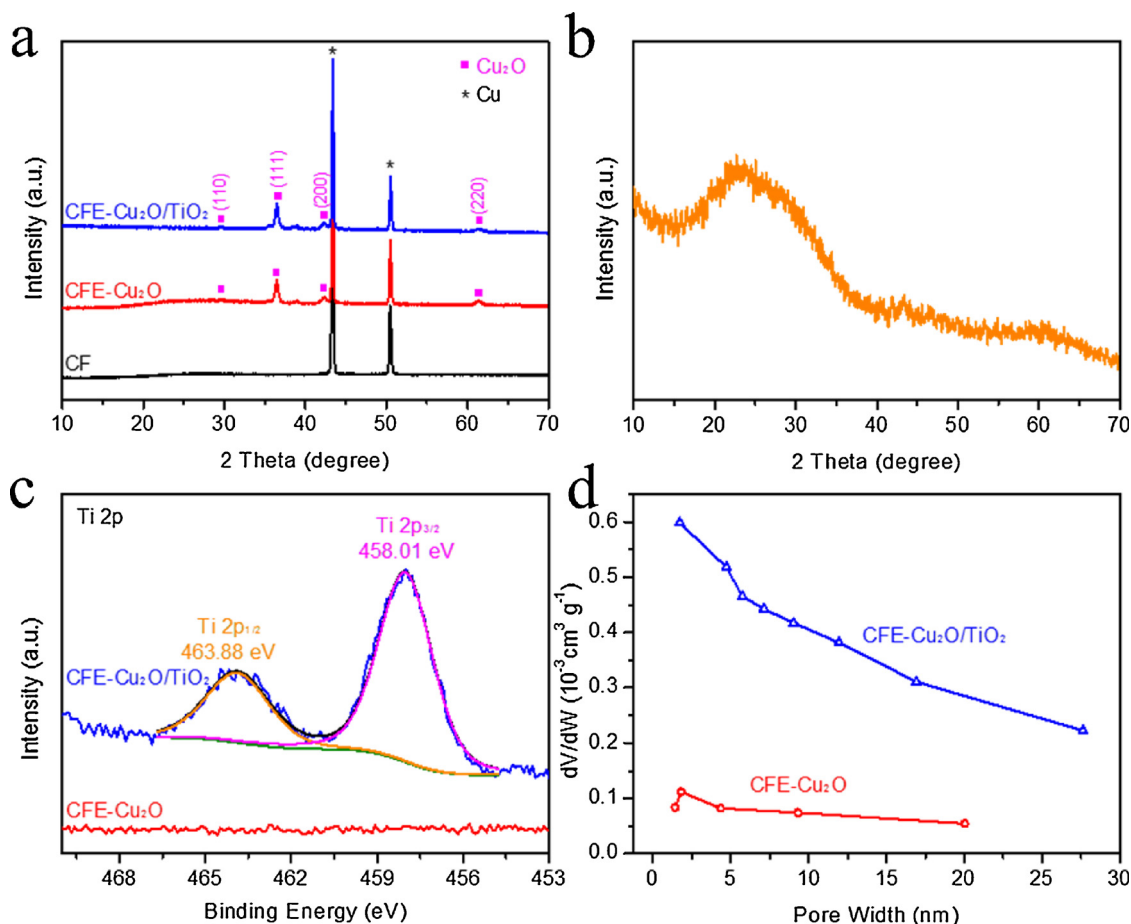 a
*
■ Cu₂O
* Cu
*
(110)
(111)
(200)
(220)
CFE-Cu₂O/TiO₂
CFE-Cu₂O
CF
Intensity (a.u.)
10 20 30 40 50 60 70
2 Theta (degree)
b
Intensity (a.u.)
10 20 30 40 50 60 70
2 Theta (degree)
c
Ti 2p
Ti 2p₃/₂
458.01 eV
Ti 2p₁/₂
463.88 eV
CFE-Cu₂O/TiO₂
CFE-Cu₂O
Intensity (a.u.)
468 465 462 459 456 453
Binding Energy (eV)
d
0.6
0.5
0.4
0.3
0.2
0.1
0.0
dV/dW (10⁻³ cm³ g⁻¹)
CFE-Cu₂O/TiO₂
CFE-Cu₂O
0 5 10 15 20 25 30
Pore Width (nm)